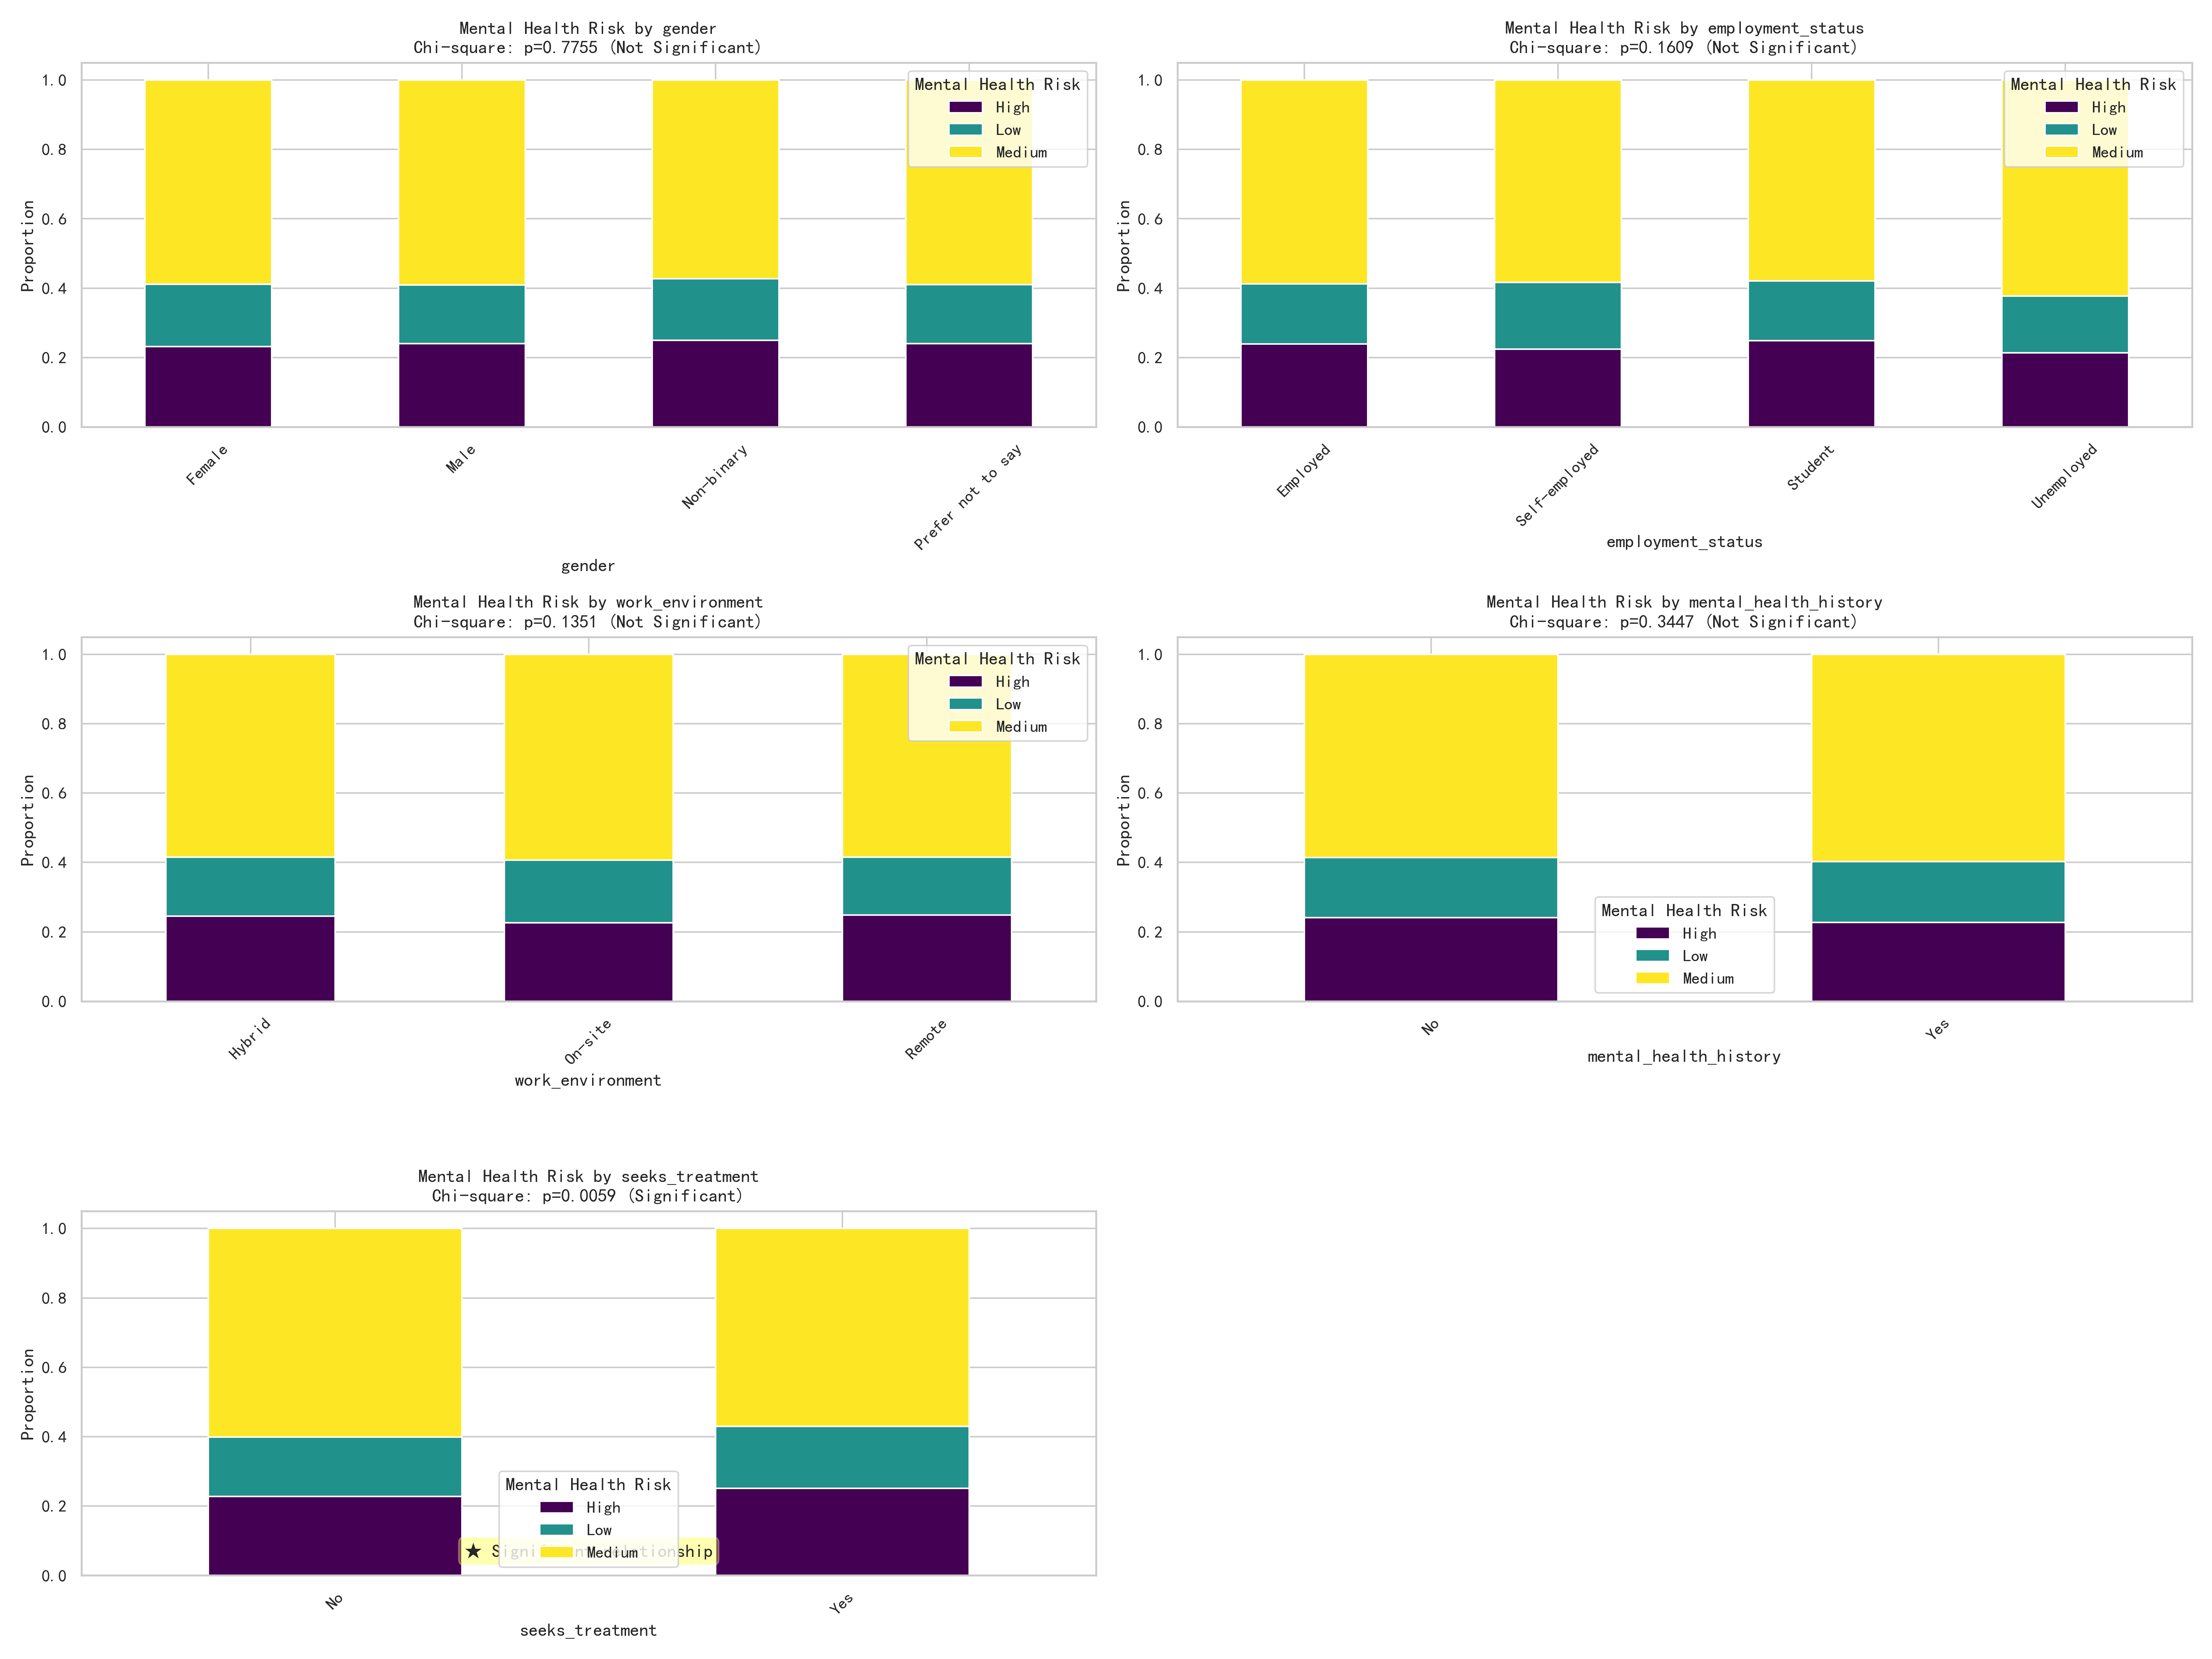 Mental Health Risk by gender
Chi-square: p=0.7755 (Not Significant)
Proportion
1.0
0.8
0.6
0.4
0.2
0.0
Mental Health Risk
High
Low
Medium
Female
Male
Non-binary
Prefer not to say
gender
Mental Health Risk by employment_status
Chi-square: p=0.1609 (Not Significant)
Proportion
1.0
0.8
0.6
0.4
0.2
0.0
Mental Health Risk
High
Low
Medium
Employed
Self-employed
Student
Unemployed
employment_status
Mental Health Risk by work_environment
Chi-square: p=0.1351 (Not Significant)
Proportion
1.0
0.8
0.6
0.4
0.2
0.0
Mental Health Risk
High
Low
Medium
Hybrid
On-site
Remote
work_environment
Mental Health Risk by mental_health_history
Chi-square: p=0.3447 (Not Significant)
Proportion
1.0
0.8
0.6
0.4
0.2
0.0
Mental Health Risk
High
Low
Medium
No
Yes
mental_health_history
Mental Health Risk by seeks_treatment
Chi-square: p=0.0059 (Significant)
Proportion
1.0
0.8
0.6
0.4
0.2
0.0
Mental Health Risk
High
Low
Medium
★ Significant relationship
No
Yes
seeks_treatment